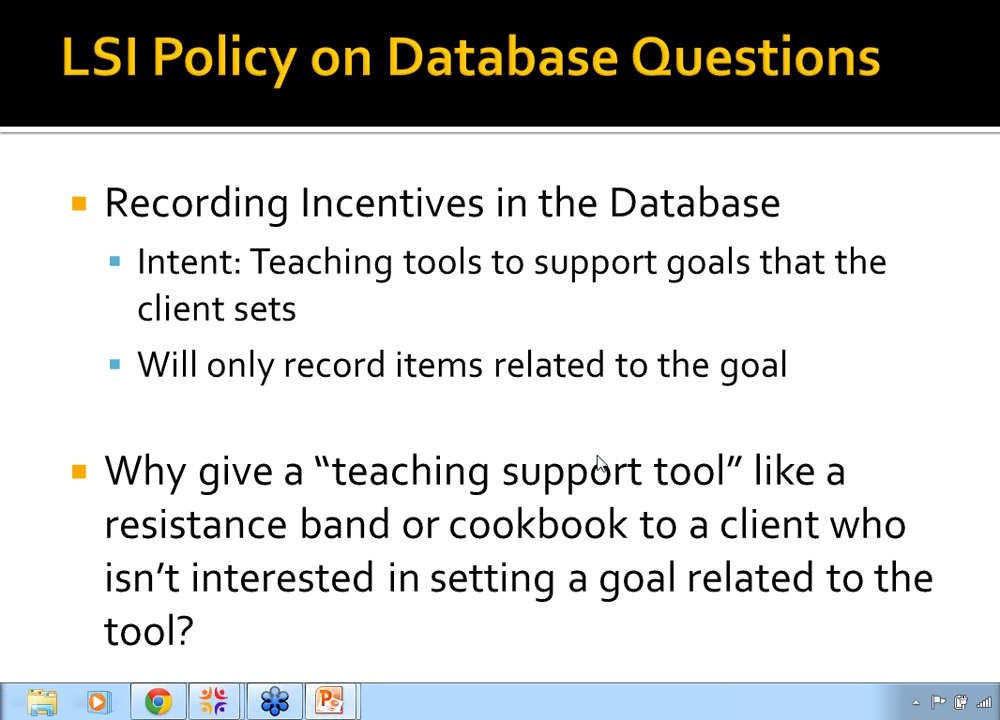 LSI Policy on Database Questions
Recording Incentives in the Database
Intent: Teaching tools to support goals that the
client sets
Will only record items related to the goal
Why give a “teaching support tool” like a
resistance band or cookbook to a client who
isn’t interested in setting a goal related to the
tool?